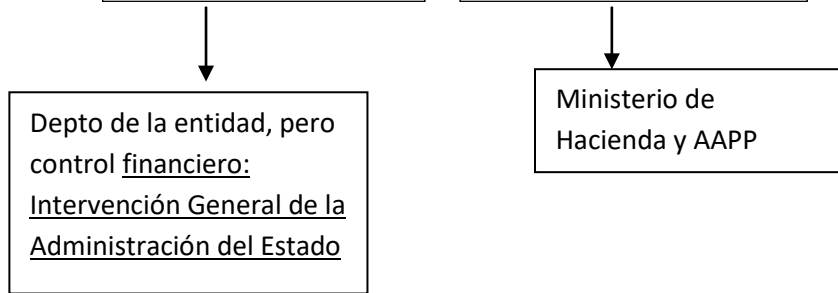 Depto de la entidad, pero
control financiero:
Intervención General de la
Administración del Estado
Ministerio de
Hacienda y AAPP